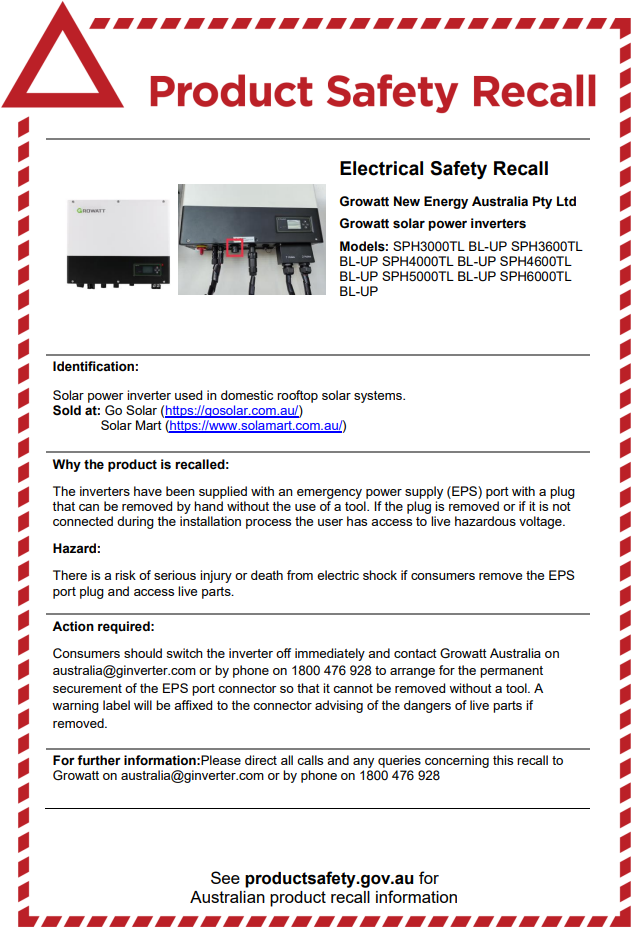 Product Safety Recall
Electrical Safety Recall
Growatt New Energy Australia Pty Ltd
Growatt solar power inverters
Models: SPH3000TL BL-UP SPH3600TL
BL-UP SPH4000TL BL-UP SPH4600TL
BL-UP SPH5000TL BL-UP SPH6000TL
BL-UP
GROWATT
Identification:
Solar power inverter used in domestic rooftop solar systems.
Sold at: Go Solar (https://gosolar.com.au/)
Solar Mart (https://www.solamart.com.au/)
Why the product is recalled:
The inverters have been supplied with an emergency power supply (EPS) port with a plug
that can be removed by hand without the use of a tool. If the plug is removed or if it is not
connected during the installation process the user has access to live hazardous voltage.
Hazard:
There is a risk of serious injury or death from electric shock if consumers remove the EPS
port plug and access live parts.
Action required:
Consumers should switch the inverter off immediately and contact Growatt Australia on
australia@ginverter.com or by phone on 1800 476 928 to arrange for the permanent
securement of the EPS port connector so that it cannot be removed without a tool. A
warning label will be affixed to the connector advising of the dangers of live parts if
removed.
For further information:Please direct all calls and any queries concerning this recall to
Growatt on australia@ginverter.com or by phone on 1800 476 928
See productsafety.gov.au for
Australian product recall information